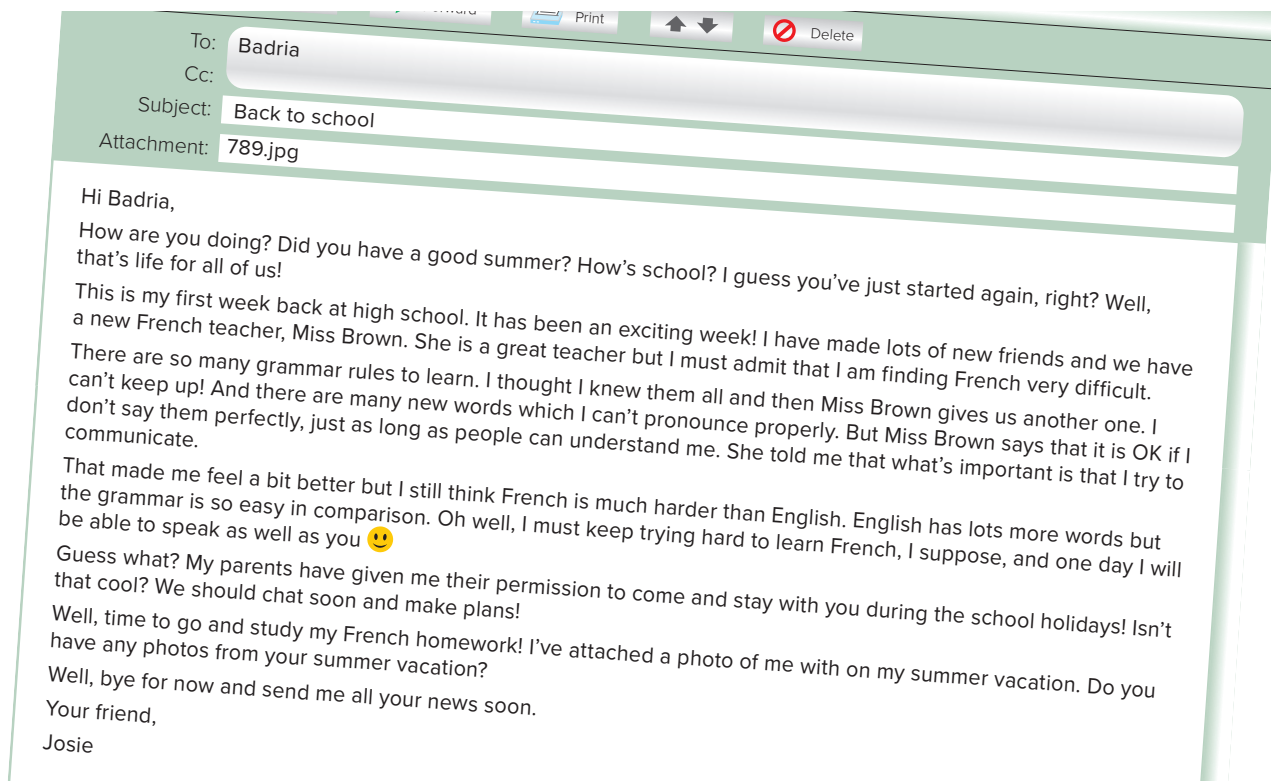 Print
Delete
To: Badria
Cc:
Subject: Back to school
Attachment: 789.jpg
Hi Badria,
How are you doing? Did you have a good summer? How’s school? I guess you’ve just started again, right? Well,
that’s life for all of us!
This is my first week back at high school. It has been an exciting week! I have made lots of new friends and we have
a new French teacher, Miss Brown. She is a great teacher but I must admit that I am finding French very difficult.
There are so many grammar rules to learn. I thought I knew them all and then Miss Brown gives us another one. I
can’t keep up! And there are many new words which I can’t pronounce properly. But Miss Brown says that it is OK if I
don’t say them perfectly, just as long as people can understand me. She told me that what’s important is that I try to
communicate.
That made me feel a bit better but I still think French is much harder than English. English has lots more words but
the grammar is so easy in comparison. Oh well, I must keep trying hard to learn French, I suppose, and one day I will
be able to speak as well as you
Guess what? My parents have given me their permission to come and stay with you during the school holidays! Isn’t
that cool? We should chat soon and make plans!
Well, time to go and study my French homework! I’ve attached a photo of me with on my summer vacation. Do you
have any photos from your summer vacation?
Well, bye for now and send me all your news soon.
Your friend,
Josie